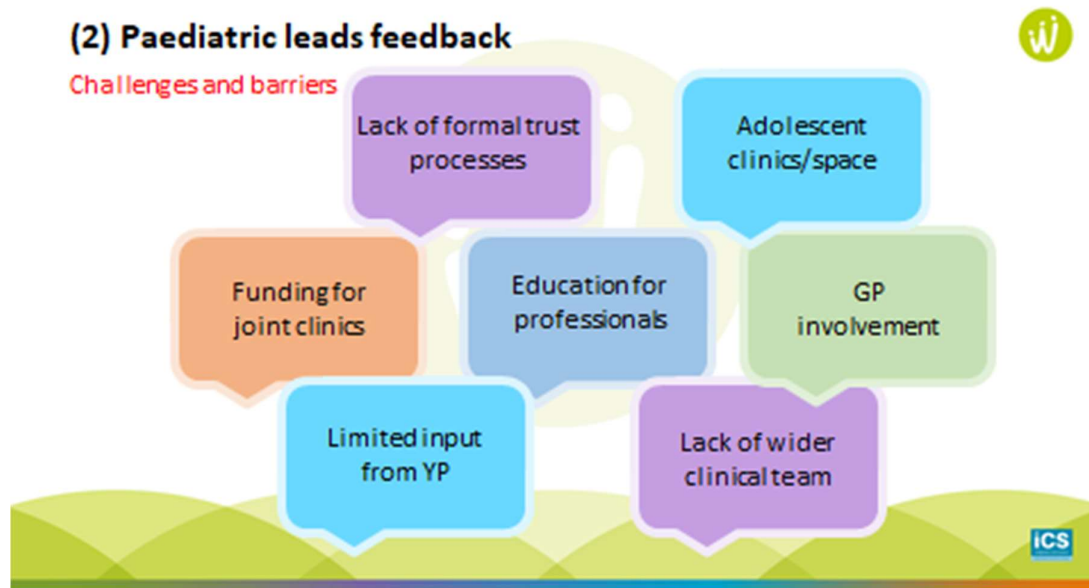 (2) Paediatric leads feedback
Challenges and barriers
Lack of formal trust
processes
Adolescent
clinics/space
Funding for
joint clinics
Education for
professionals
GP
involvement
Limited input
from YP
Lack of wider
clinical team
iCS